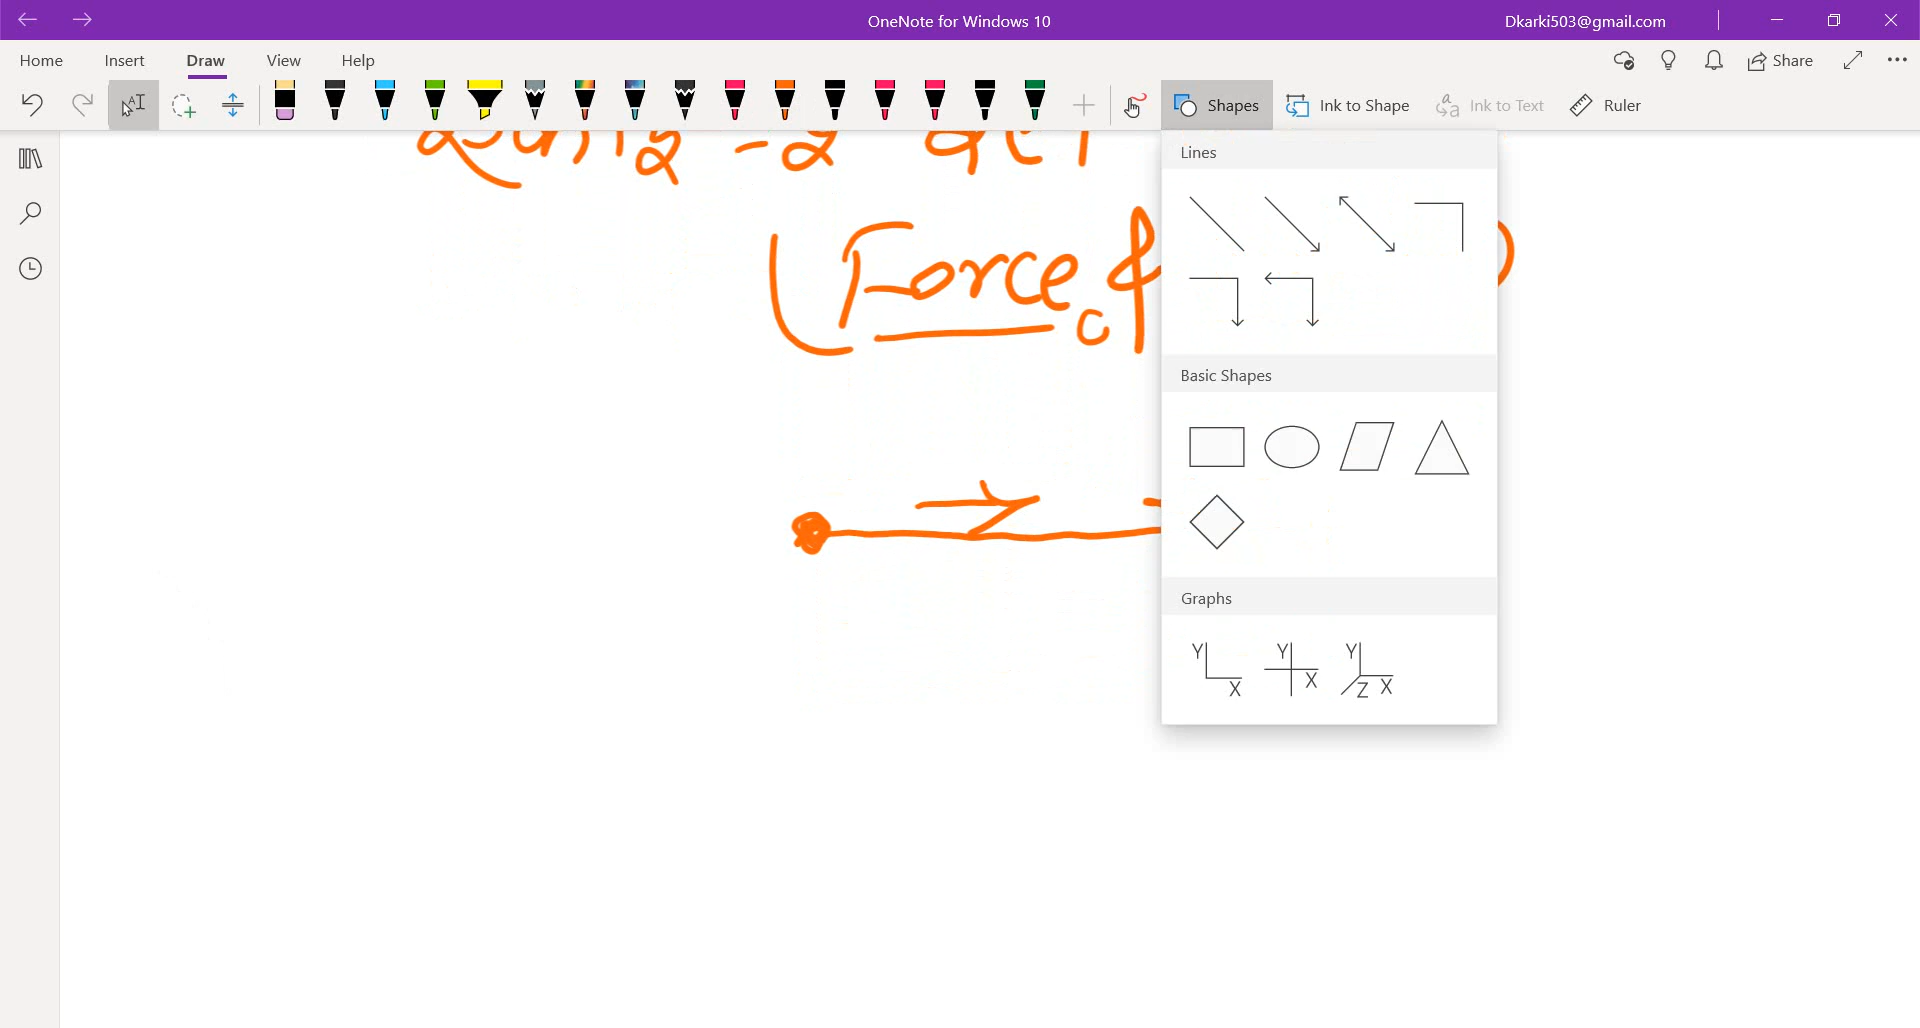 OneNote for Windows 10
Dkarki503@gmail.com
Home Insert Draw View Help
Share
Shapes Ink to Shape Ink to Text Ruler
Lines
(Force,
Basic Shapes
Graphs
Y X Y X Y Z X